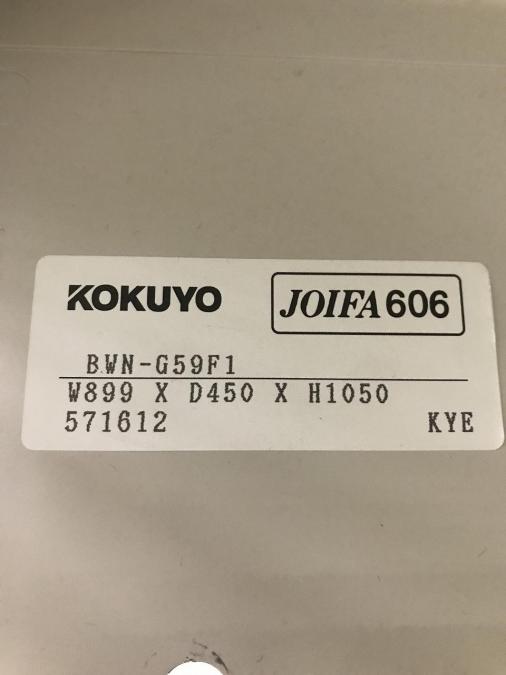 KOKUYO
JOIFA606
BWN-G59F1
W899 X D450 X H1050
571612 KYE